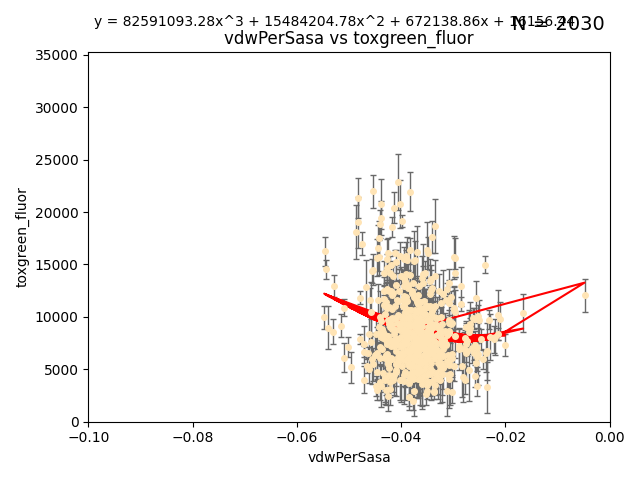 y = 82591093.28x^3 + 15484204.78x^2 + 672138.86x +
N = 2030
vdwPerSasa vs toxgreen_fluor
toxgreen_fluor
35000
30000
25000
20000
15000
10000
5000
0
−0.10
−0.08
−0.06
−0.04
−0.02
0.00
vdwPerSasa